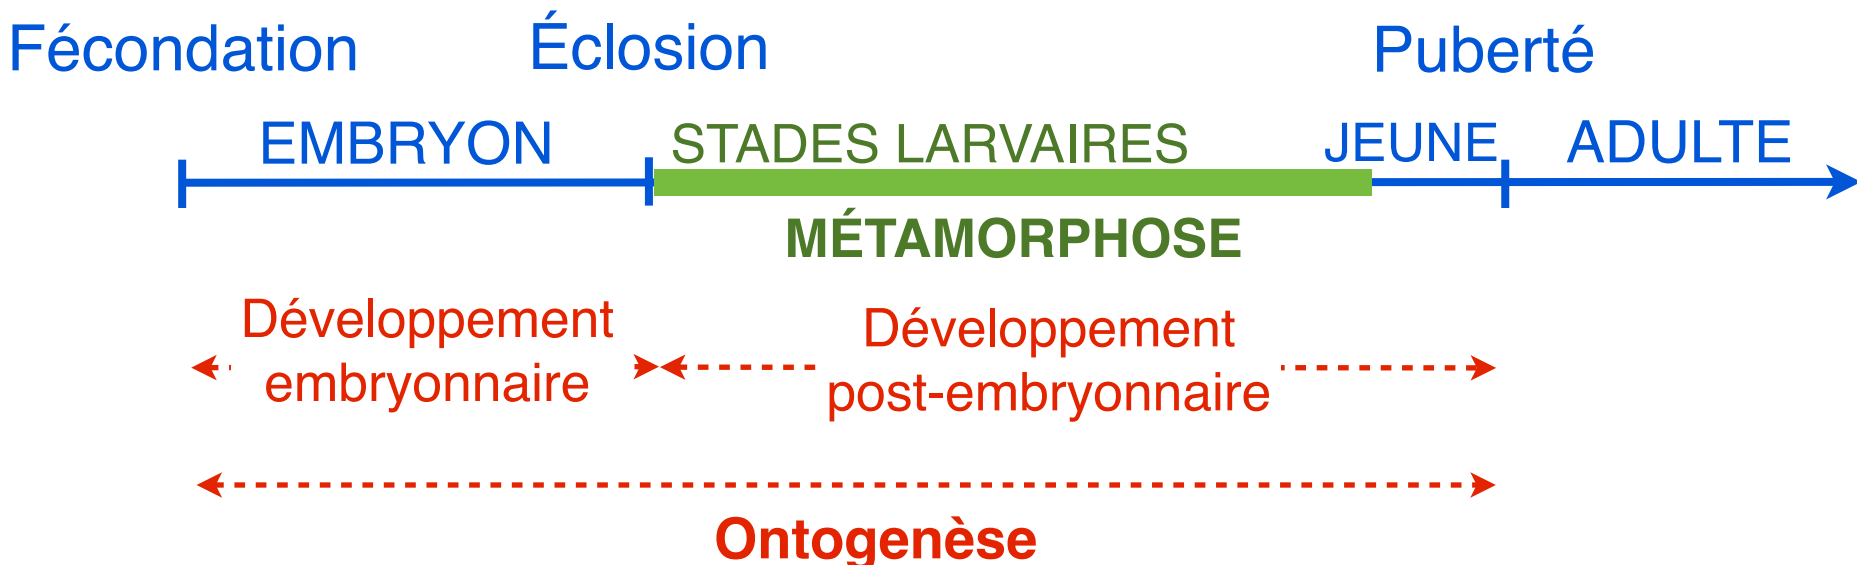 Fécondation Éclosion Puberté
EMBRYON STADES LARVAIRES JEUNE ADULTE
MÉTAMORPHOSE
Développement
embryonnaire
Développement
post-embryonnaire
Ontogenèse